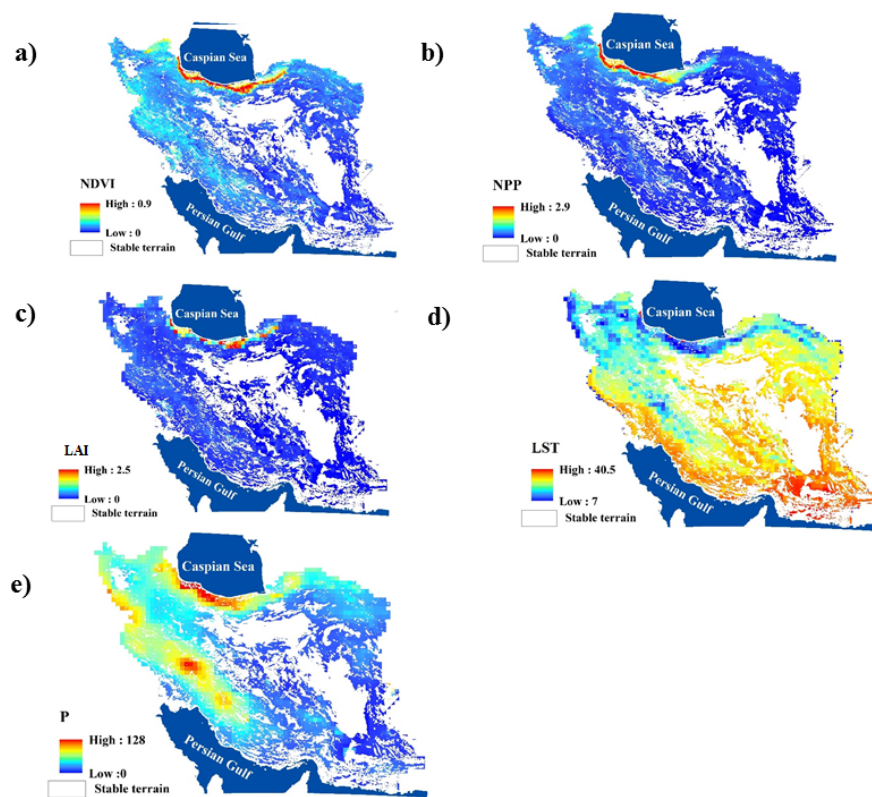 a)
Caspian Sea
NDVI
High : 0.9
Low : 0
Stable terrain
Persian Gulf
b)
Caspian Sea
NPP
High : 2.9
Low : 0
Stable terrain
Persian Gulf
c)
Caspian Sea
LAI
High : 2.5
Low : 0
Stable terrain
Persian Gulf
d)
Caspian Sea
LST
High : 40.5
Low : 7
Stable terrain
Persian Gulf
e)
Caspian Sea
P
High : 128
Low :0
Stable terrain
Persian Gulf